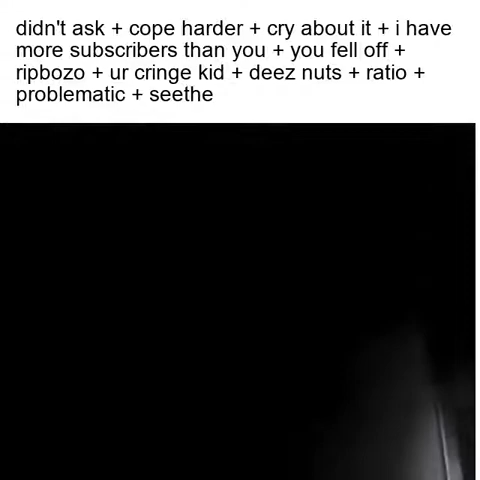 didn't ask + cope harder + cry about it + i have
more subscribers than you + you fell off +
ripbozo + ur cringe kid + deez nuts + ratio +
problematic + seethe